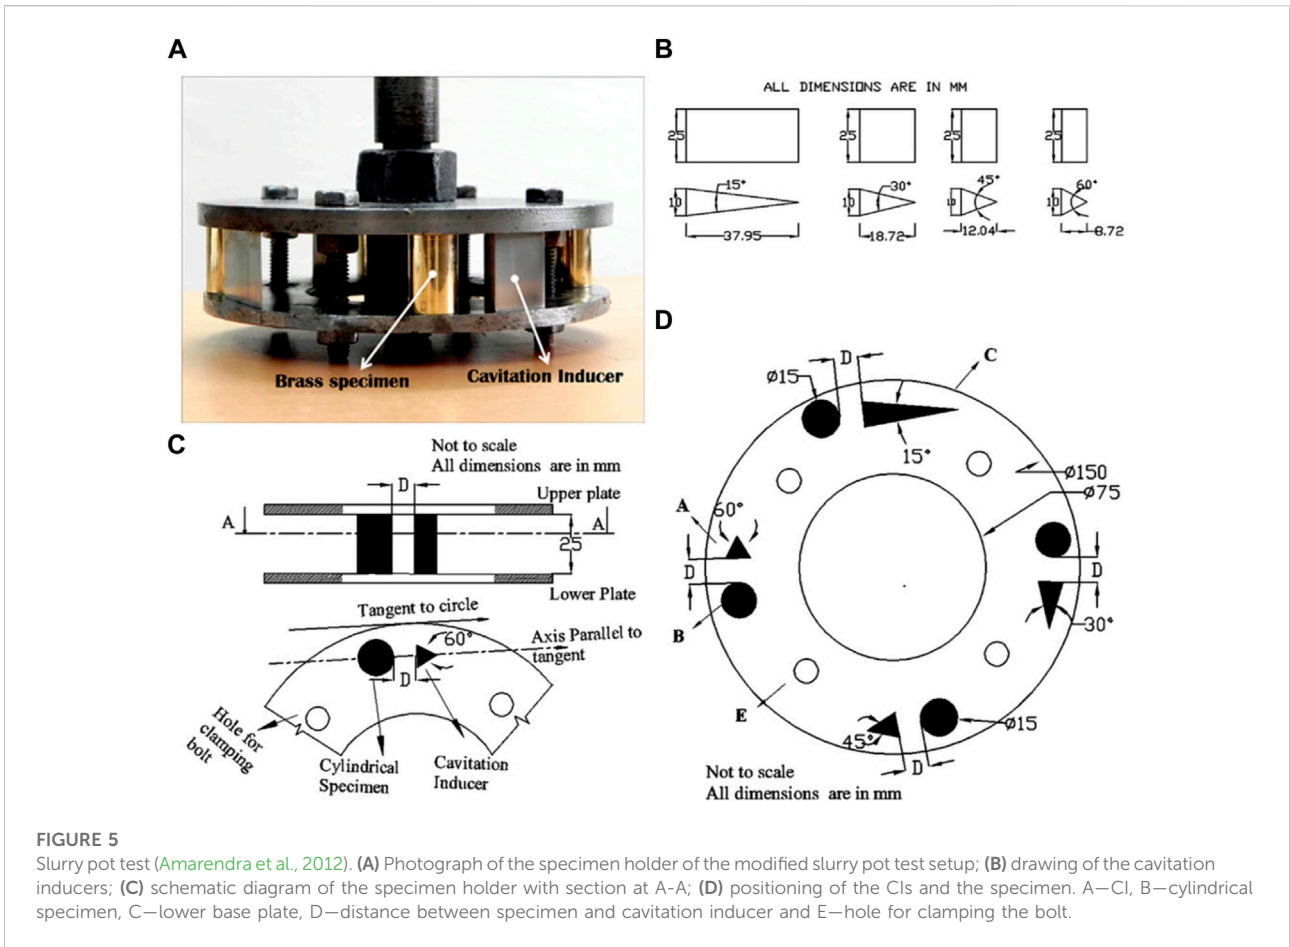 A
Brass specimen
Cavitation Inducer
B
ALL DIMENSIONS ARE IN MM
25
25
25
25
10
15°
10
30°
45°
10
60°
37.95
18.72
12.04
8.72
C
Not to scale
All dimensions are in mm
D
Upper plate
A
A
25
Lower Plate
Tangent to circle
60°
Axis Parallel to
tangent
D
Hole for
clamping
bolt
Cylindrical
Specimen
Cavitation
Inducer
D
D
C
ø15
15°
ø150
ø75
A
60°
D
D
B
30°
E
45°
ø15
D
Not to scale
All dimensions are in mm
FIGURE 5
Slurry pot test (Amarendra et al., 2012). (A) Photograph of the specimen holder of the modified slurry pot test setup; (B) drawing of the cavitation
inducers; (C) schematic diagram of the specimen holder with section at A-A; (D) positioning of the CIs and the specimen. A—CI, B—cylindrical
specimen, C—lower base plate, D—distance between specimen and cavitation inducer and E—hole for clamping the bolt.